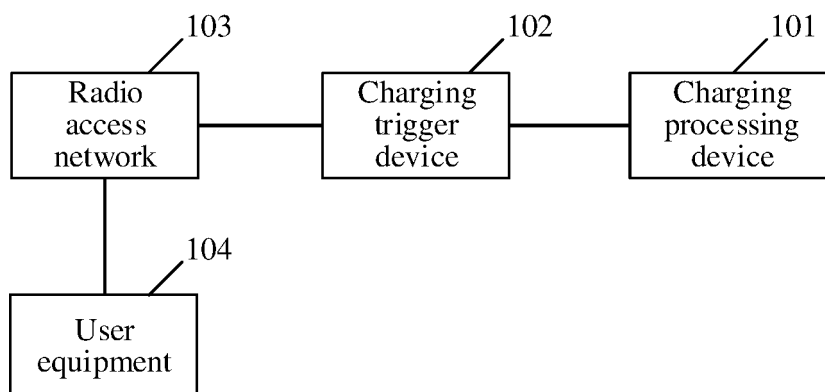 103
102
101
Radio
access
network
Charging
trigger
device
Charging
processing
device
104
User
equipment